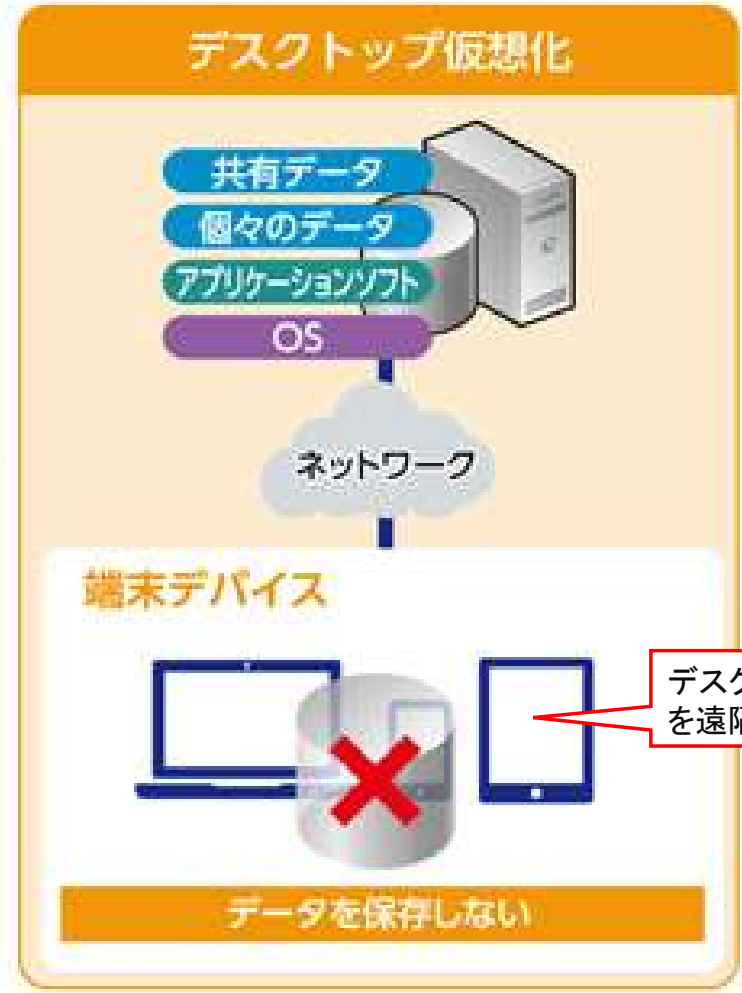 デスクトップ仮想化
共有データ
個々のデータ
アプリケーションソフト
OS
ネットワーク
端末デバイス
デスク
を遠隔
データを保存しない